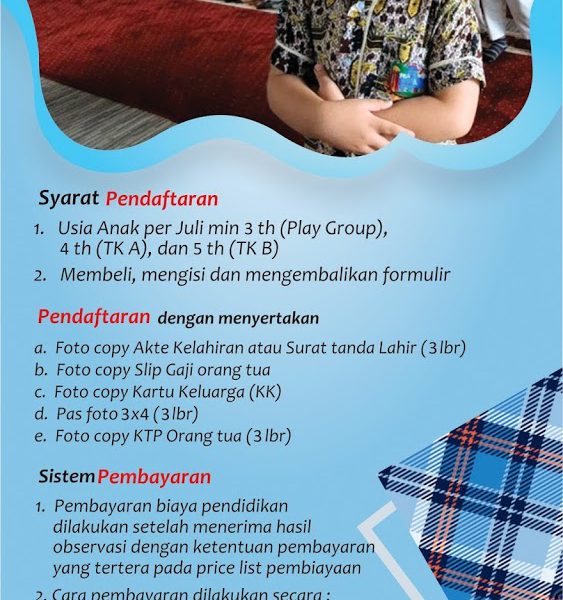 Syarat Pendaftaran
1. Usia Anak per Juli min 3 th (Play Group),
4 th (TK A), dan 5 th (TK B)
2. Membeli, mengisi dan mengembalikan formulir
Pendaftaran dengan menyertakan
a. Foto copy Akte Kelahiran atau Surat tanda Lahir (3 lbr)
b. Foto copy Slip Gaji orang tua
c. Foto copy Kartu Keluarga (KK)
d. Pas foto 3x4 (3 lbr)
e. Foto copy KTP Orang tua (3 lbr)
Sistem Pembayaran
1. Pembayaran biaya pendidikan
dilakukan setelah menerima hasil
observasi dengan ketentuan pembayaran
yang tertera pada price list pembiayaan
2. Cara pembayaran dilakukan secara :